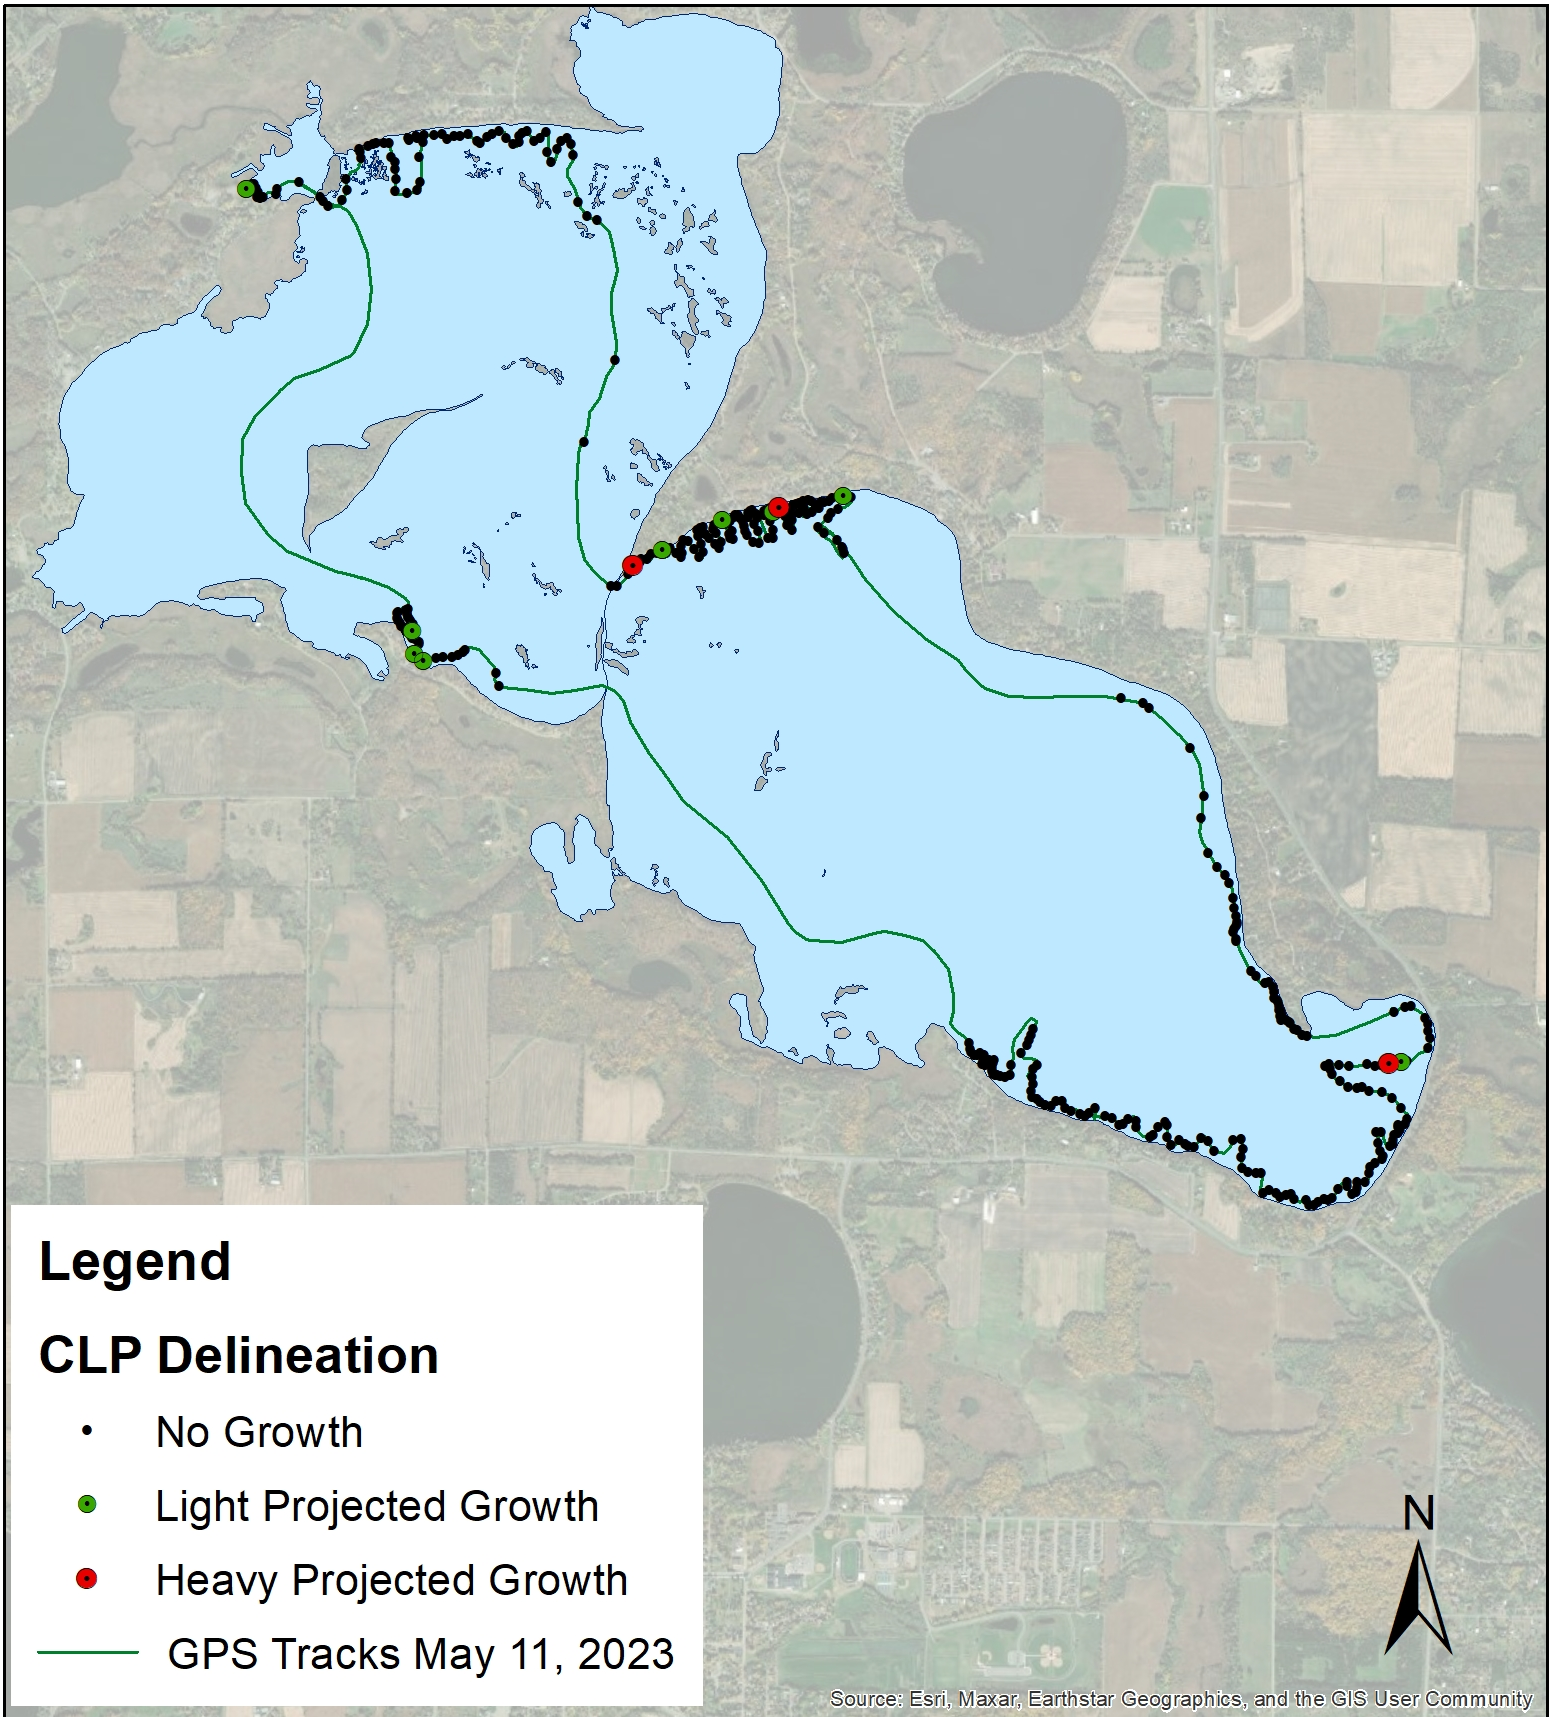 Legend
CLP Delineation
No Growth
Light Projected Growth
Heavy Projected Growth
GPS Tracks May 11, 2023
N
Source: Esri, Maxar, Earthstar Geographics, and the GIS User Community